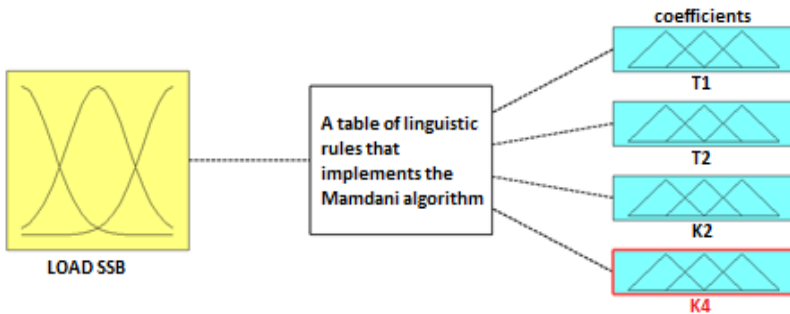 coefficients
T1
A table of linguistic
rules that
implements the
Mamdani algorithm
T2
K2
LOAD SSB
K4